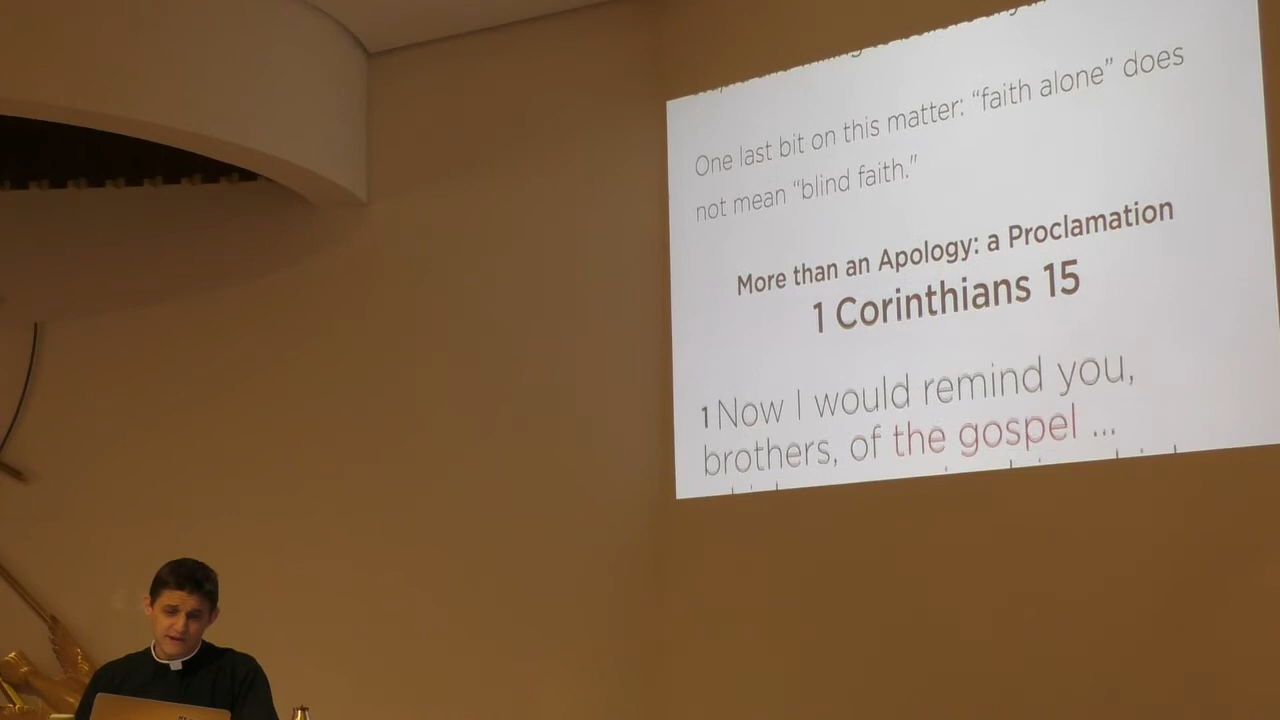 One last bit on this matter: “faith alone” does
not mean “blind faith.”
More than an Apology: a Proclamation
1 Corinthians 15
1 Now I would remind you,
brothers, of the gospel ...